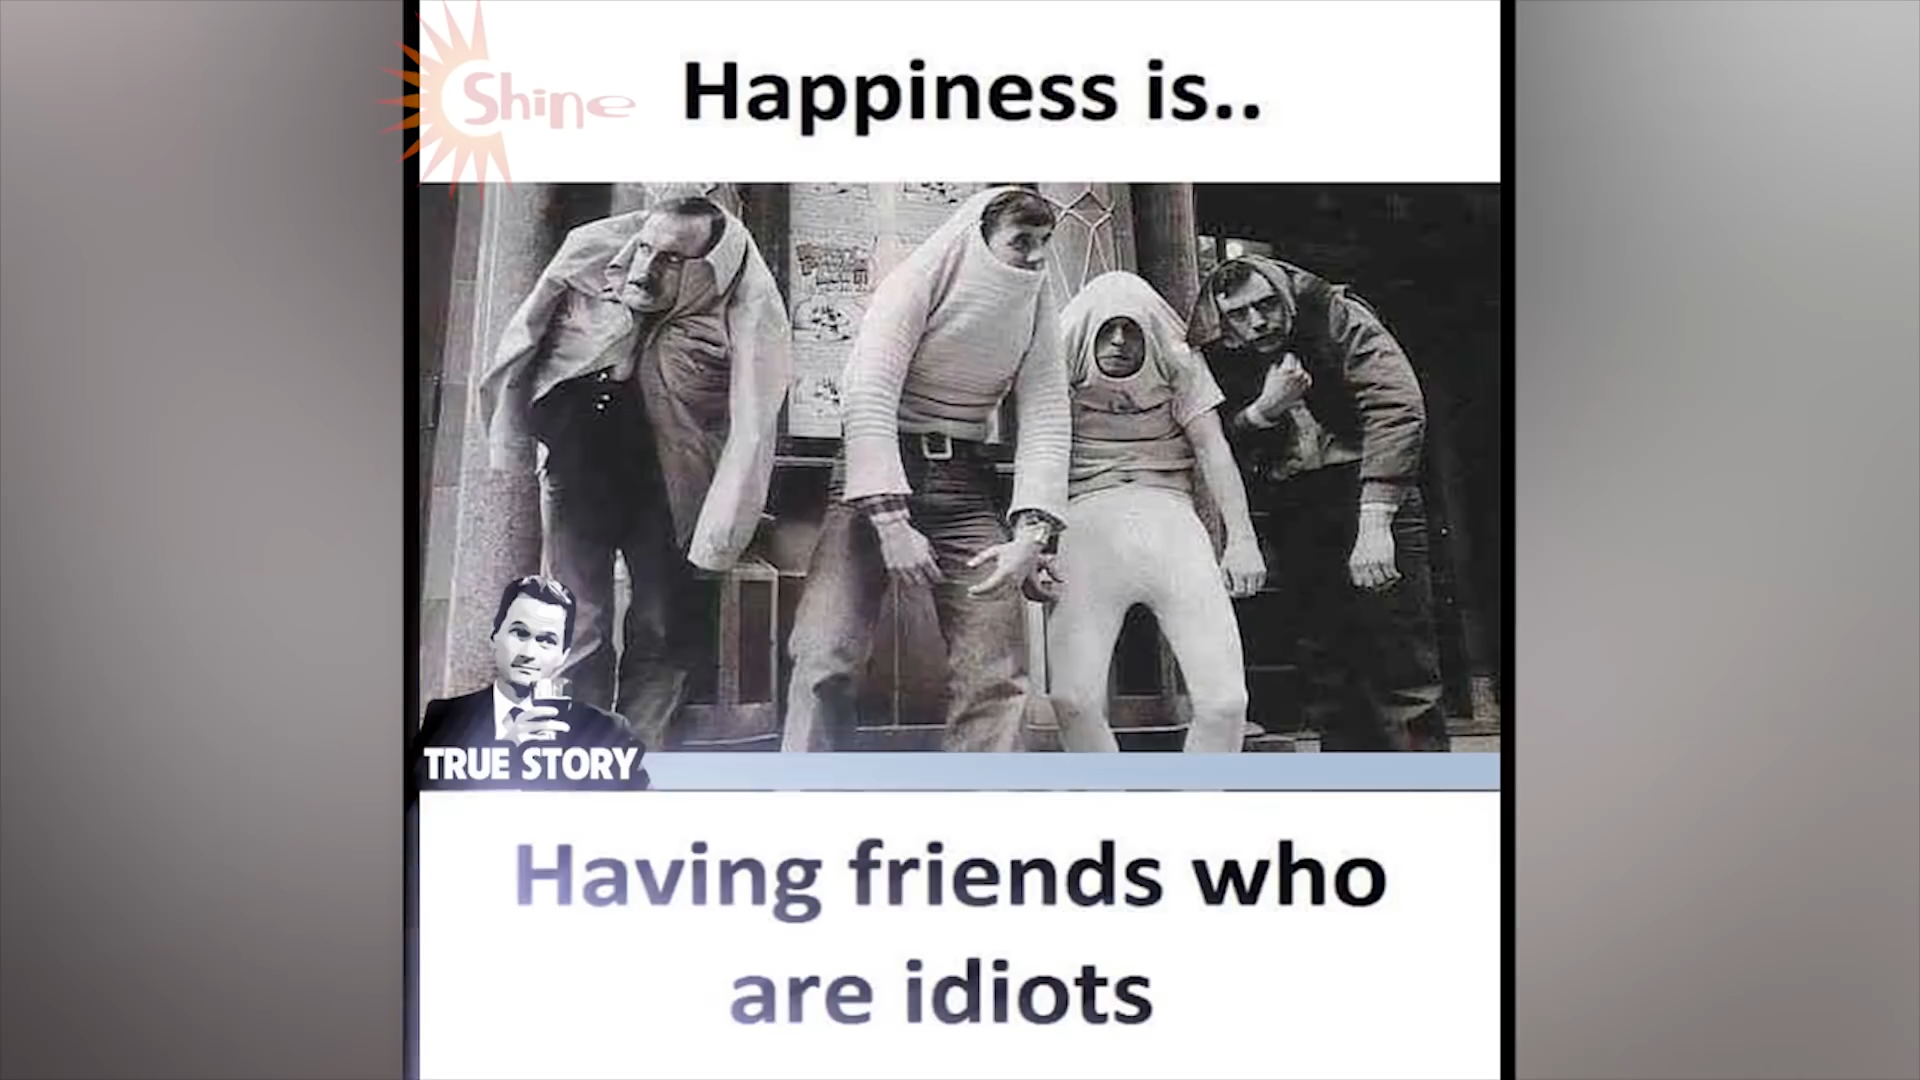 Shine
Happiness is..
TRUE STORY
Having friends who
are idiots